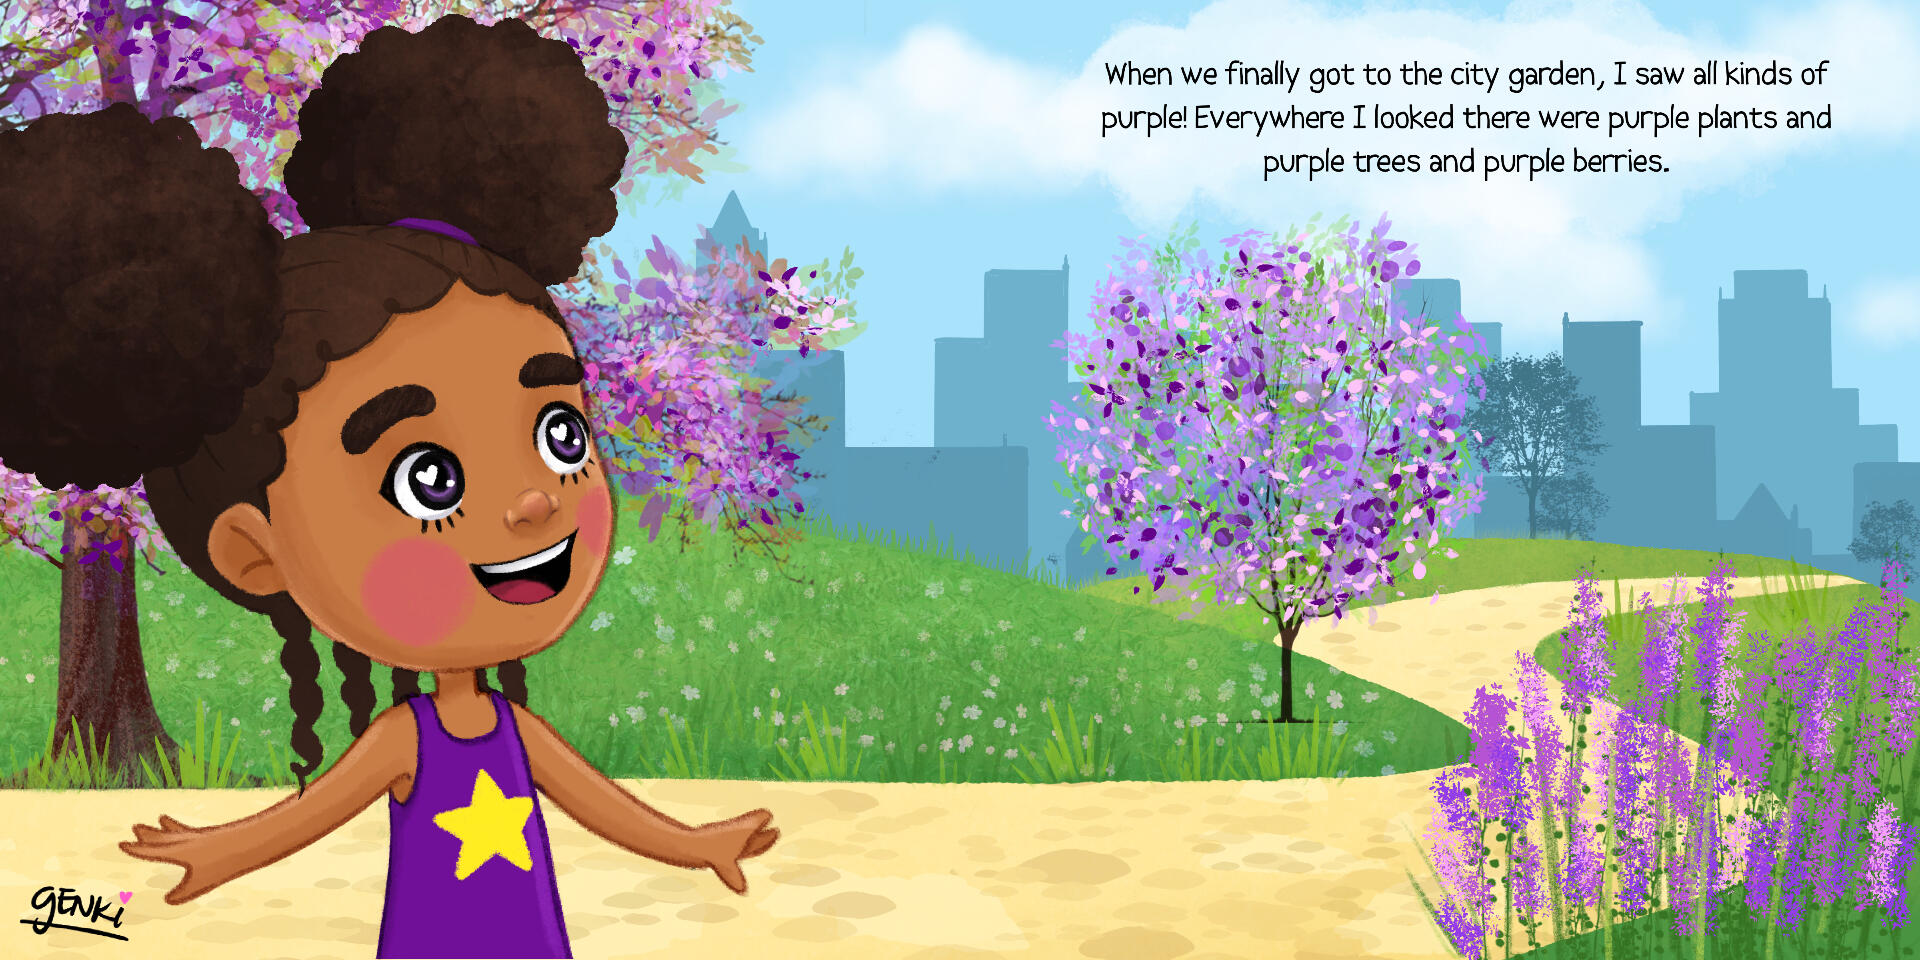 When we finally got to the city garden, I saw all kinds of
purple! Everywhere I looked there were purple plants and
purple trees and purple berries.
GENKi